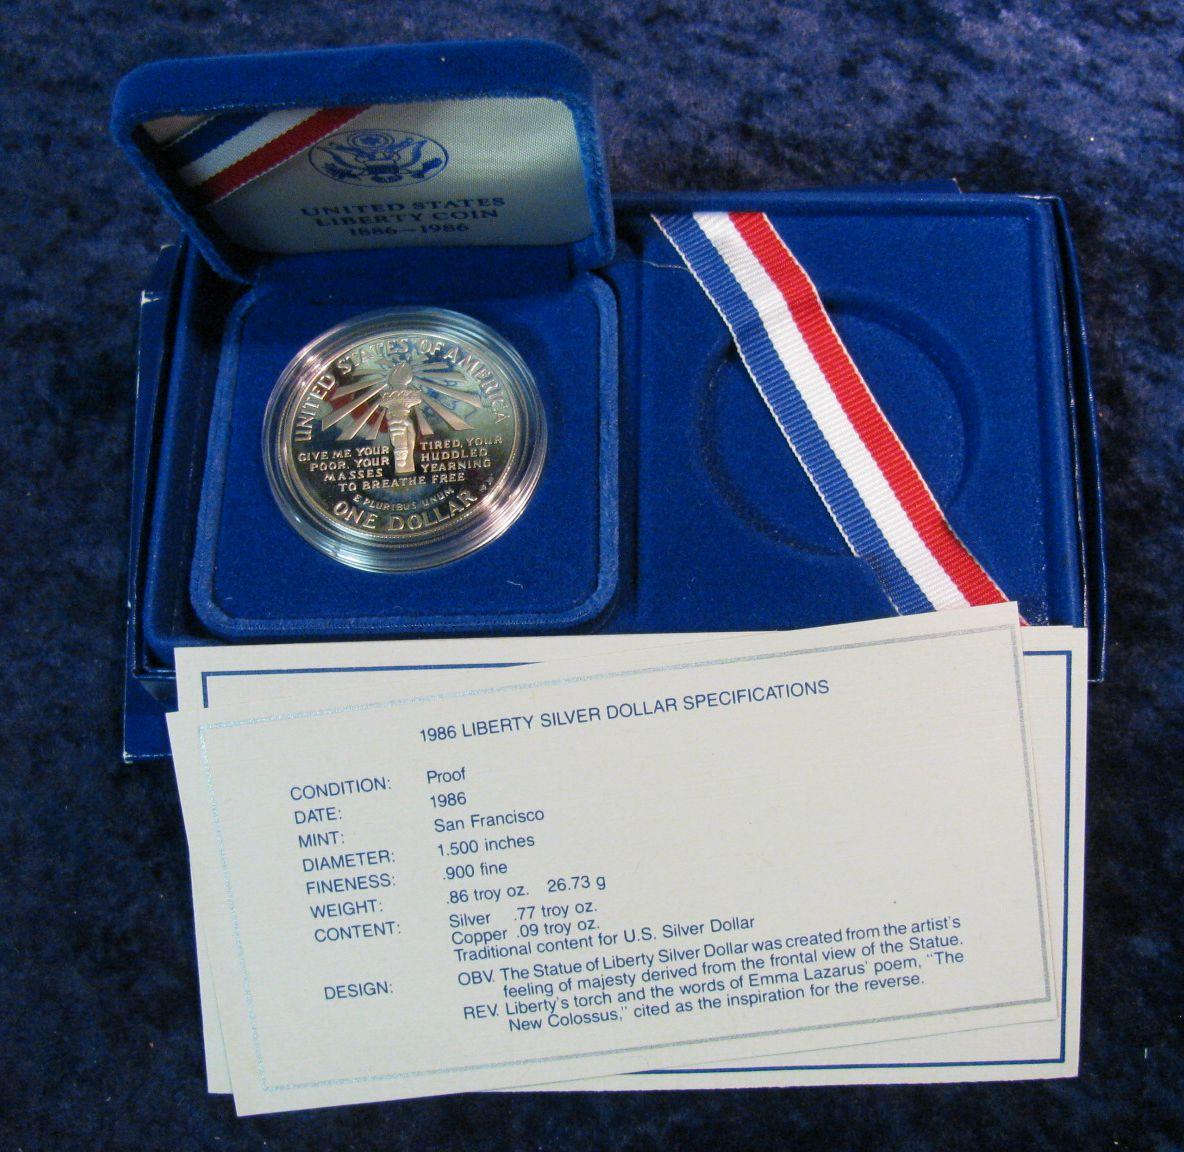 UNITED STATES
LIBERTY COIN
1886–1986
UNITED STATES OF AMERICA
GIVE ME YOUR TIRED, YOUR
POOR, YOUR HUDDLED
MASSES YEARNING
TO BREATHE FREE
E PLURIBUS UNUM
ONE DOLLAR
1986 LIBERTY SILVER DOLLAR SPECIFICATIONS
CONDITION: Proof
DATE: 1986
MINT: San Francisco
DIAMETER: 1.500 inches
FINENESS: .900 fine
WEIGHT: .86 troy oz. 26.73 g
CONTENT: Silver .77 troy oz.
Copper .09 troy oz.
Traditional content for U.S. Silver Dollar
DESIGN: OBV. The Statue of Liberty Silver Dollar was created from the artist's
feeling of majesty derived from the frontal view of the Statue.
REV. Liberty's torch and the words of Emma Lazarus' poem, "The
New Colossus," cited as the inspiration for the reverse.